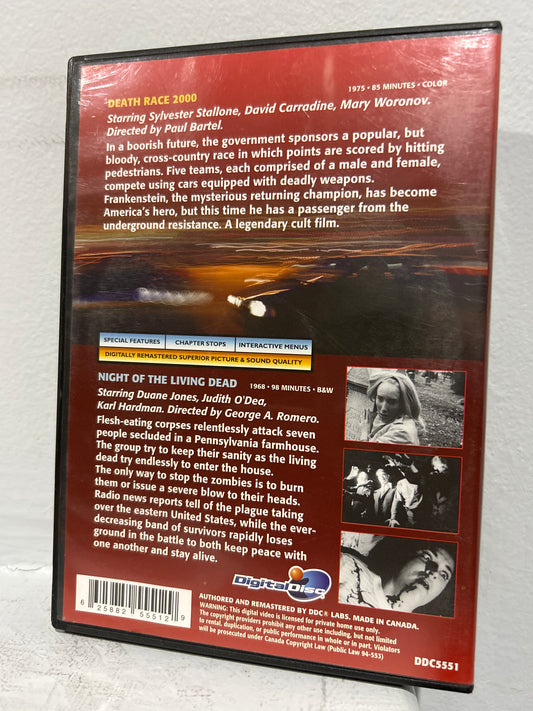 DEATH RACE 2000
1975 • 85 MINUTES • COLOR
Starring Sylvester Stallone, David Carradine, Mary Woronov.
Directed by Paul Bartel.
In a boorish future, the government sponsors a popular, but
bloody, cross-country race in which points are scored by hitting
pedestrians. Five teams, each comprised of a male and female,
compete using cars equipped with deadly weapons.
Frankenstein, the mysterious returning champion, has become
America's hero, but this time he has a passenger from the
underground resistance. A legendary cult film.
SPECIAL FEATURES CHAPTER STOPS INTERACTIVE MENUS
DIGITALLY REMASTERED SUPERIOR PICTURE & SOUND QUALITY
NIGHT OF THE LIVING DEAD 1968 • 98 MINUTES • B&W
Starring Duane Jones, Judith O'Dea,
Karl Hardman. Directed by George A. Romero.
Flesh-eating corpses relentlessly attack seven
people secluded in a Pennsylvania farmhouse.
The group try to keep their sanity as the living
dead try endlessly to enter the house.
The only way to stop the zombies is to burn
them or issue a severe blow to their heads.
Radio news reports tell of the plague taking
over the eastern United States, while the ever-
decreasing band of survivors rapidly loses
ground in the battle to both keep peace with
one another and stay alive.
DigitalDisc
6 25882 55512 9
AUTHORED AND REMASTERED BY DDC® LABS. MADE IN CANADA.
WARNING: This digital video is licensed for private home use only.
The copyright providers prohibit any other use including, but not limited
to rental, duplication, or public performance in whole or in part. Violators
will be prosecuted under Canada Copyright Law (Public Law 94-553)
DDC5551